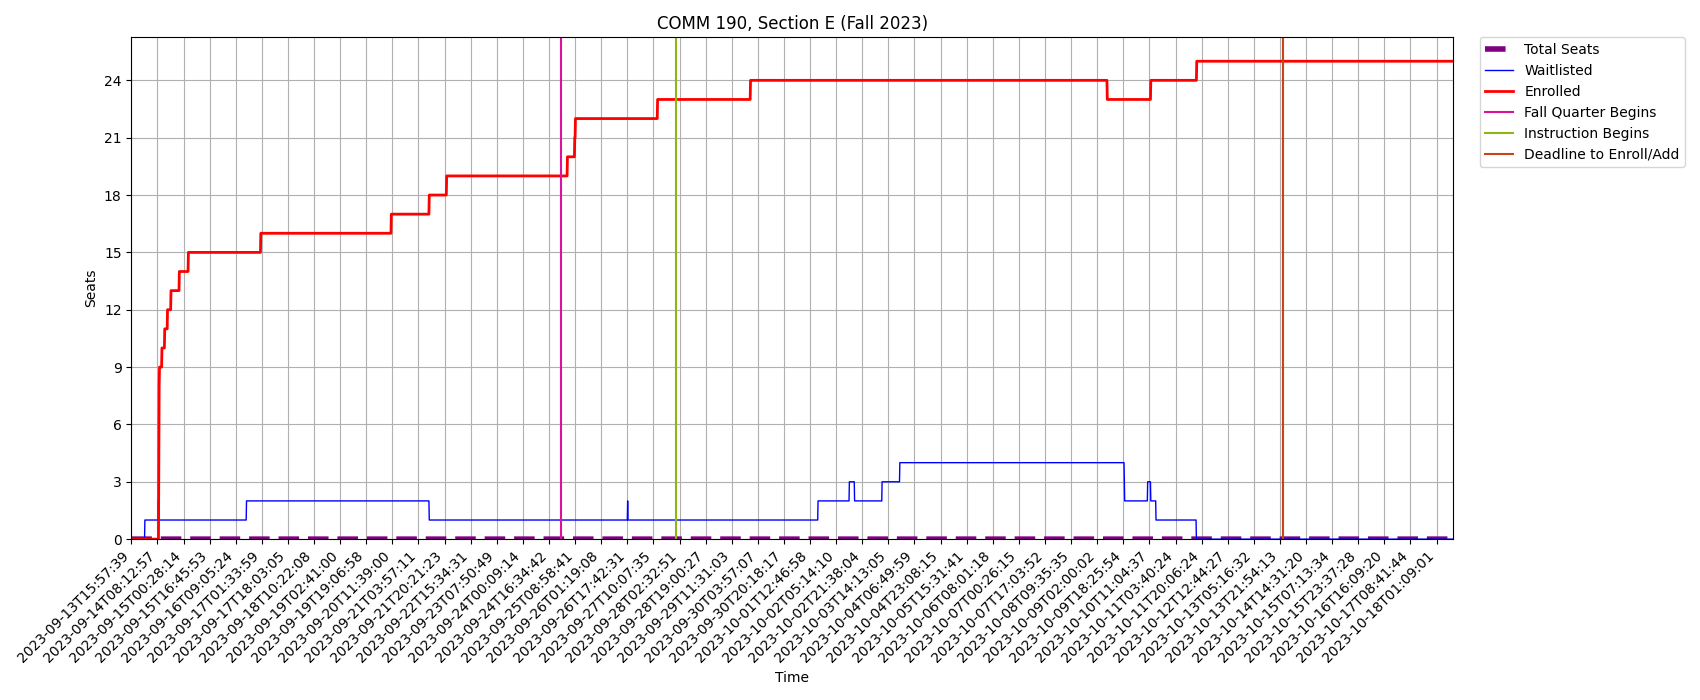 COMM 190, Section E (Fall 2023)
Total Seats
Waitlisted
Enrolled
Fall Quarter Begins
Instruction Begins
Deadline to Enroll/Add
Seats
24
21
18
15
12
9
6
3
0
2023-09-13T15:57:39
2023-09-14T08:12:57
2023-09-15T00:28:14
2023-09-15T16:45:53
2023-09-16T09:05:24
2023-09-17T01:33:59
2023-09-17T18:03:05
2023-09-18T10:22:08
2023-09-19T02:41:00
2023-09-19T19:06:58
2023-09-20T11:39:00
2023-09-21T03:57:11
2023-09-21T20:21:23
2023-09-22T15:34:31
2023-09-23T07:50:49
2023-09-24T00:09:14
2023-09-24T16:34:42
2023-09-25T08:58:41
2023-09-26T01:19:08
2023-09-26T17:42:31
2023-09-27T10:07:35
2023-09-28T02:32:51
2023-09-28T19:00:27
2023-09-29T11:31:03
2023-09-30T03:57:07
2023-09-30T20:18:17
2023-10-01T12:46:58
2023-10-02T05:14:10
2023-10-02T21:38:04
2023-10-03T14:13:05
2023-10-04T06:49:59
2023-10-04T23:08:15
2023-10-05T15:31:41
2023-10-06T08:01:18
2023-10-07T00:26:15
2023-10-07T17:03:52
2023-10-08T09:35:35
2023-10-09T02:00:02
2023-10-09T18:25:54
2023-10-10T11:04:37
2023-10-11T03:40:24
2023-10-11T20:06:24
2023-10-12T12:44:27
2023-10-13T05:16:32
2023-10-13T21:54:13
2023-10-14T14:31:20
2023-10-15T07:13:34
2023-10-15T23:37:28
2023-10-16T16:09:20
2023-10-17T08:41:44
2023-10-18T01:09:01
Time